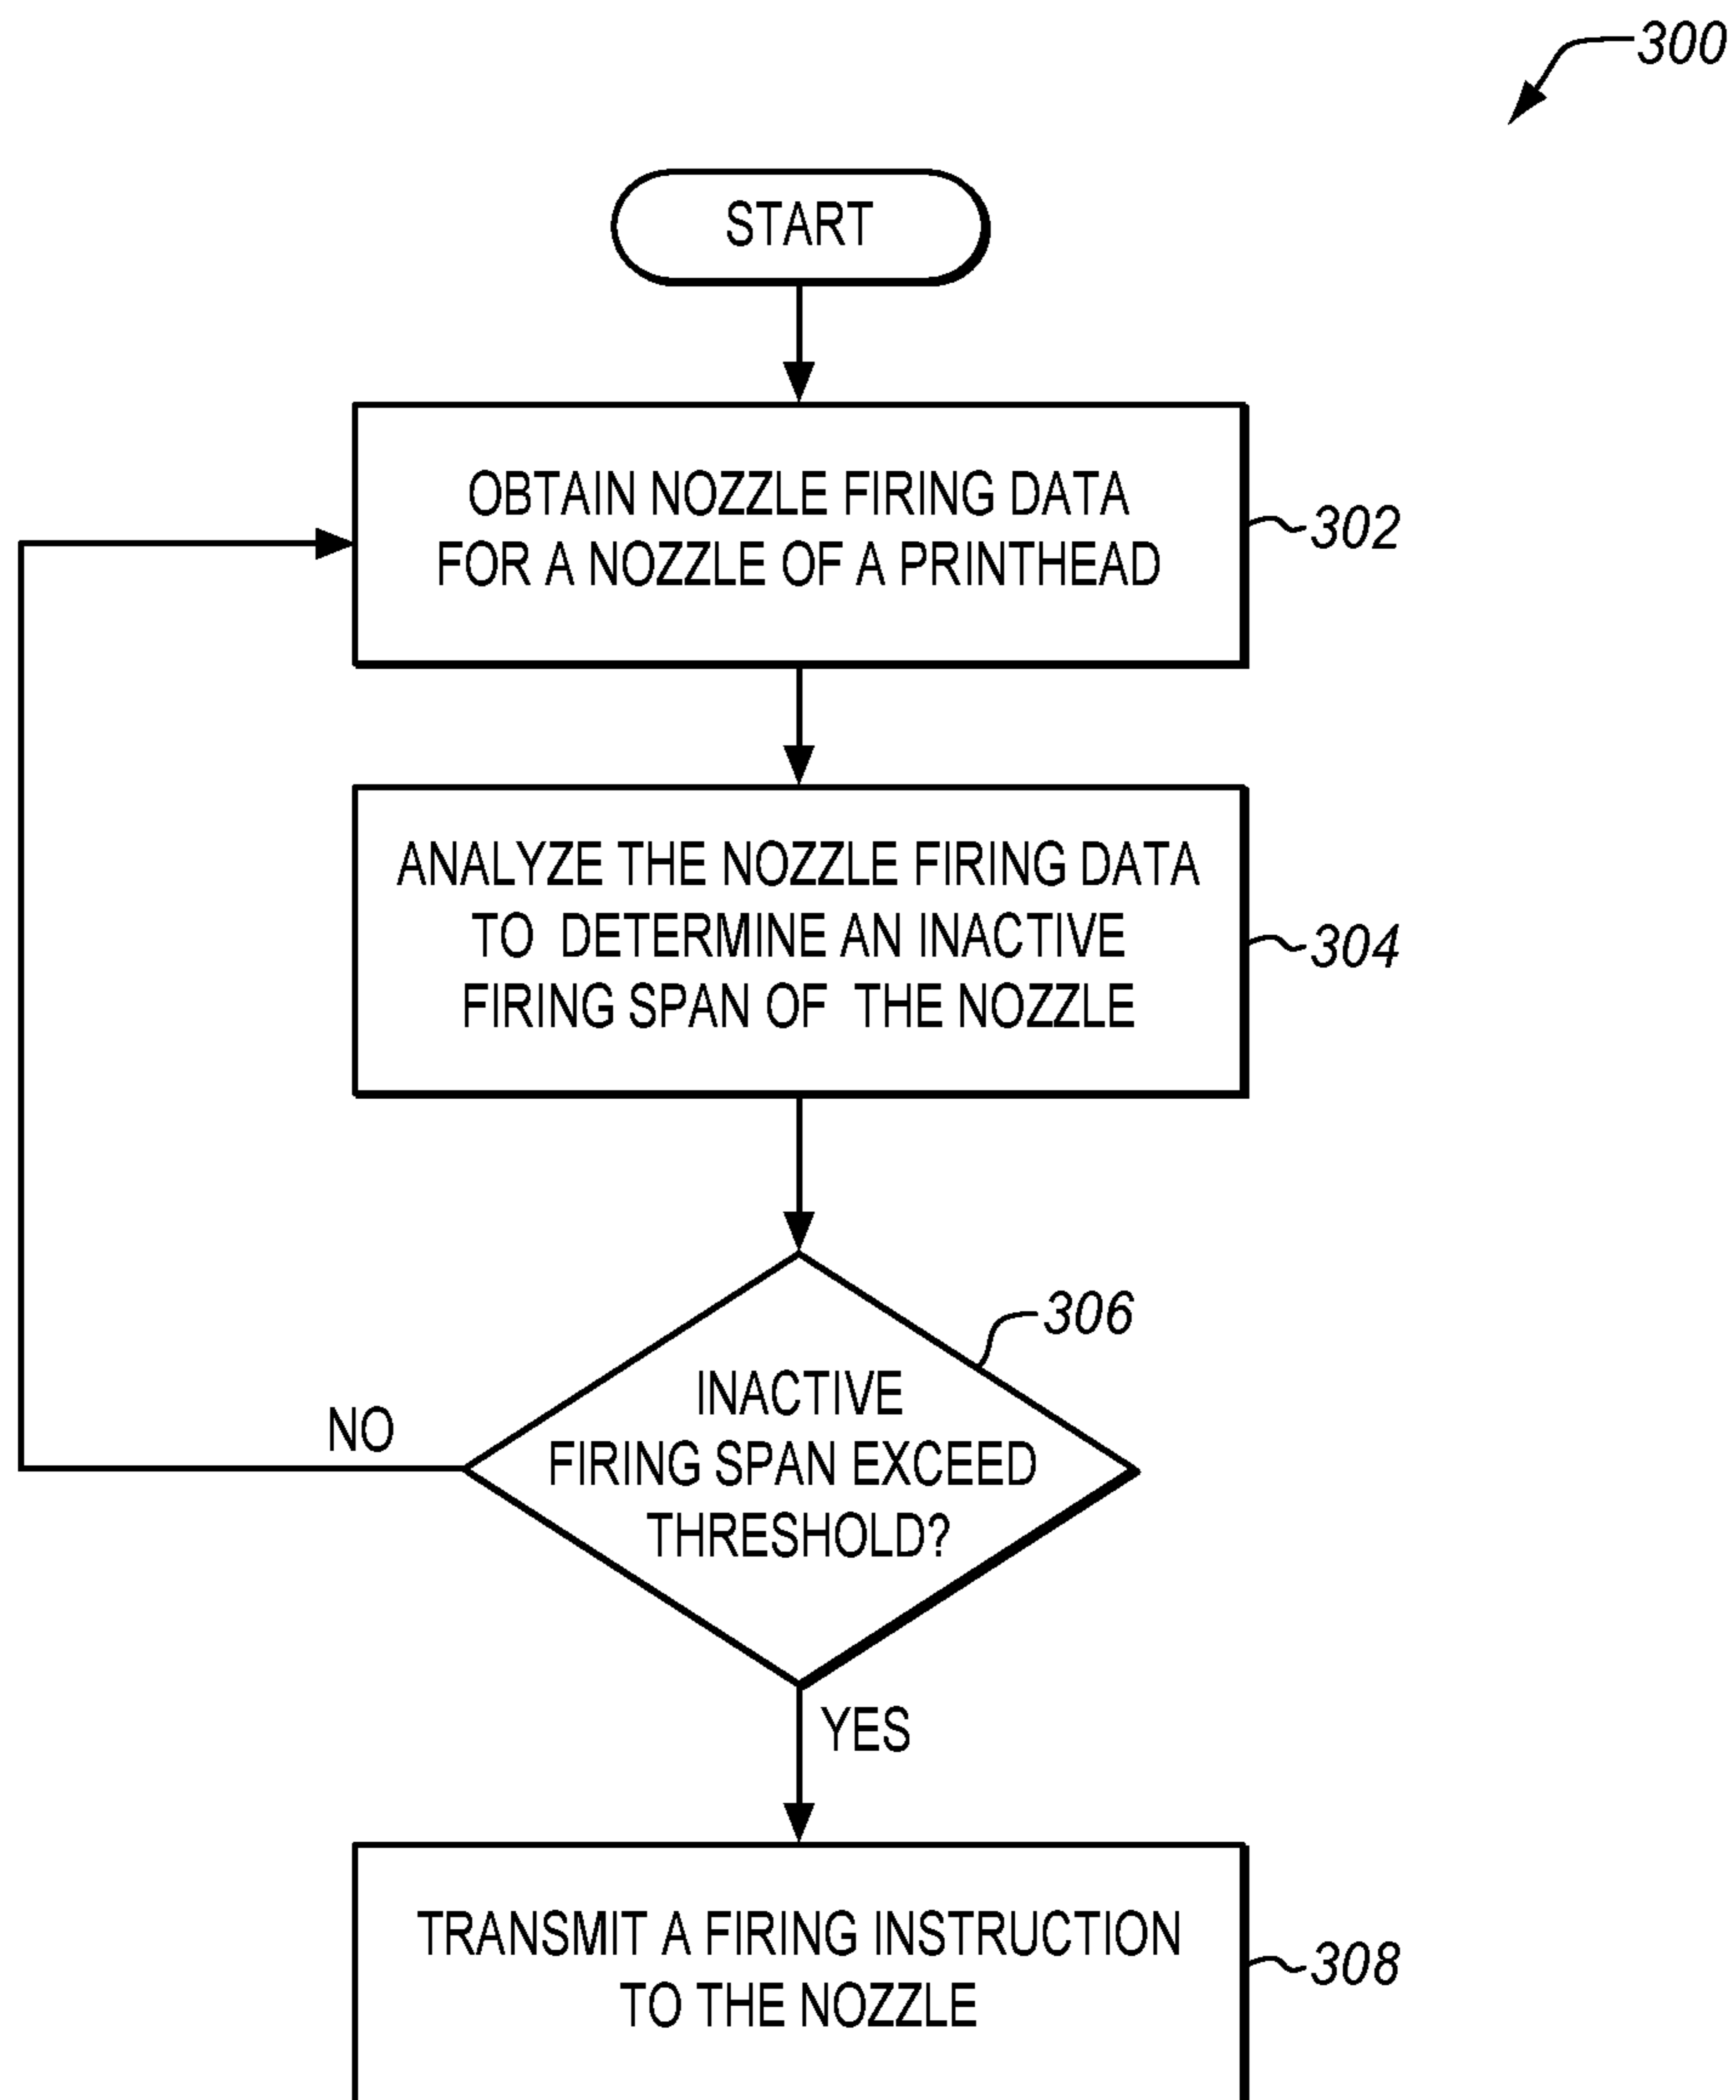 300
START
OBTAIN NOZZLE FIRING DATA
FOR A NOZZLE OF A PRINTHEAD
302
ANALYZE THE NOZZLE FIRING DATA
TO DETERMINE AN INACTIVE
FIRING SPAN OF THE NOZZLE
304
306
INACTIVE
FIRING SPAN EXCEED
THRESHOLD?
NO
YES
TRANSMIT A FIRING INSTRUCTION
TO THE NOZZLE
308